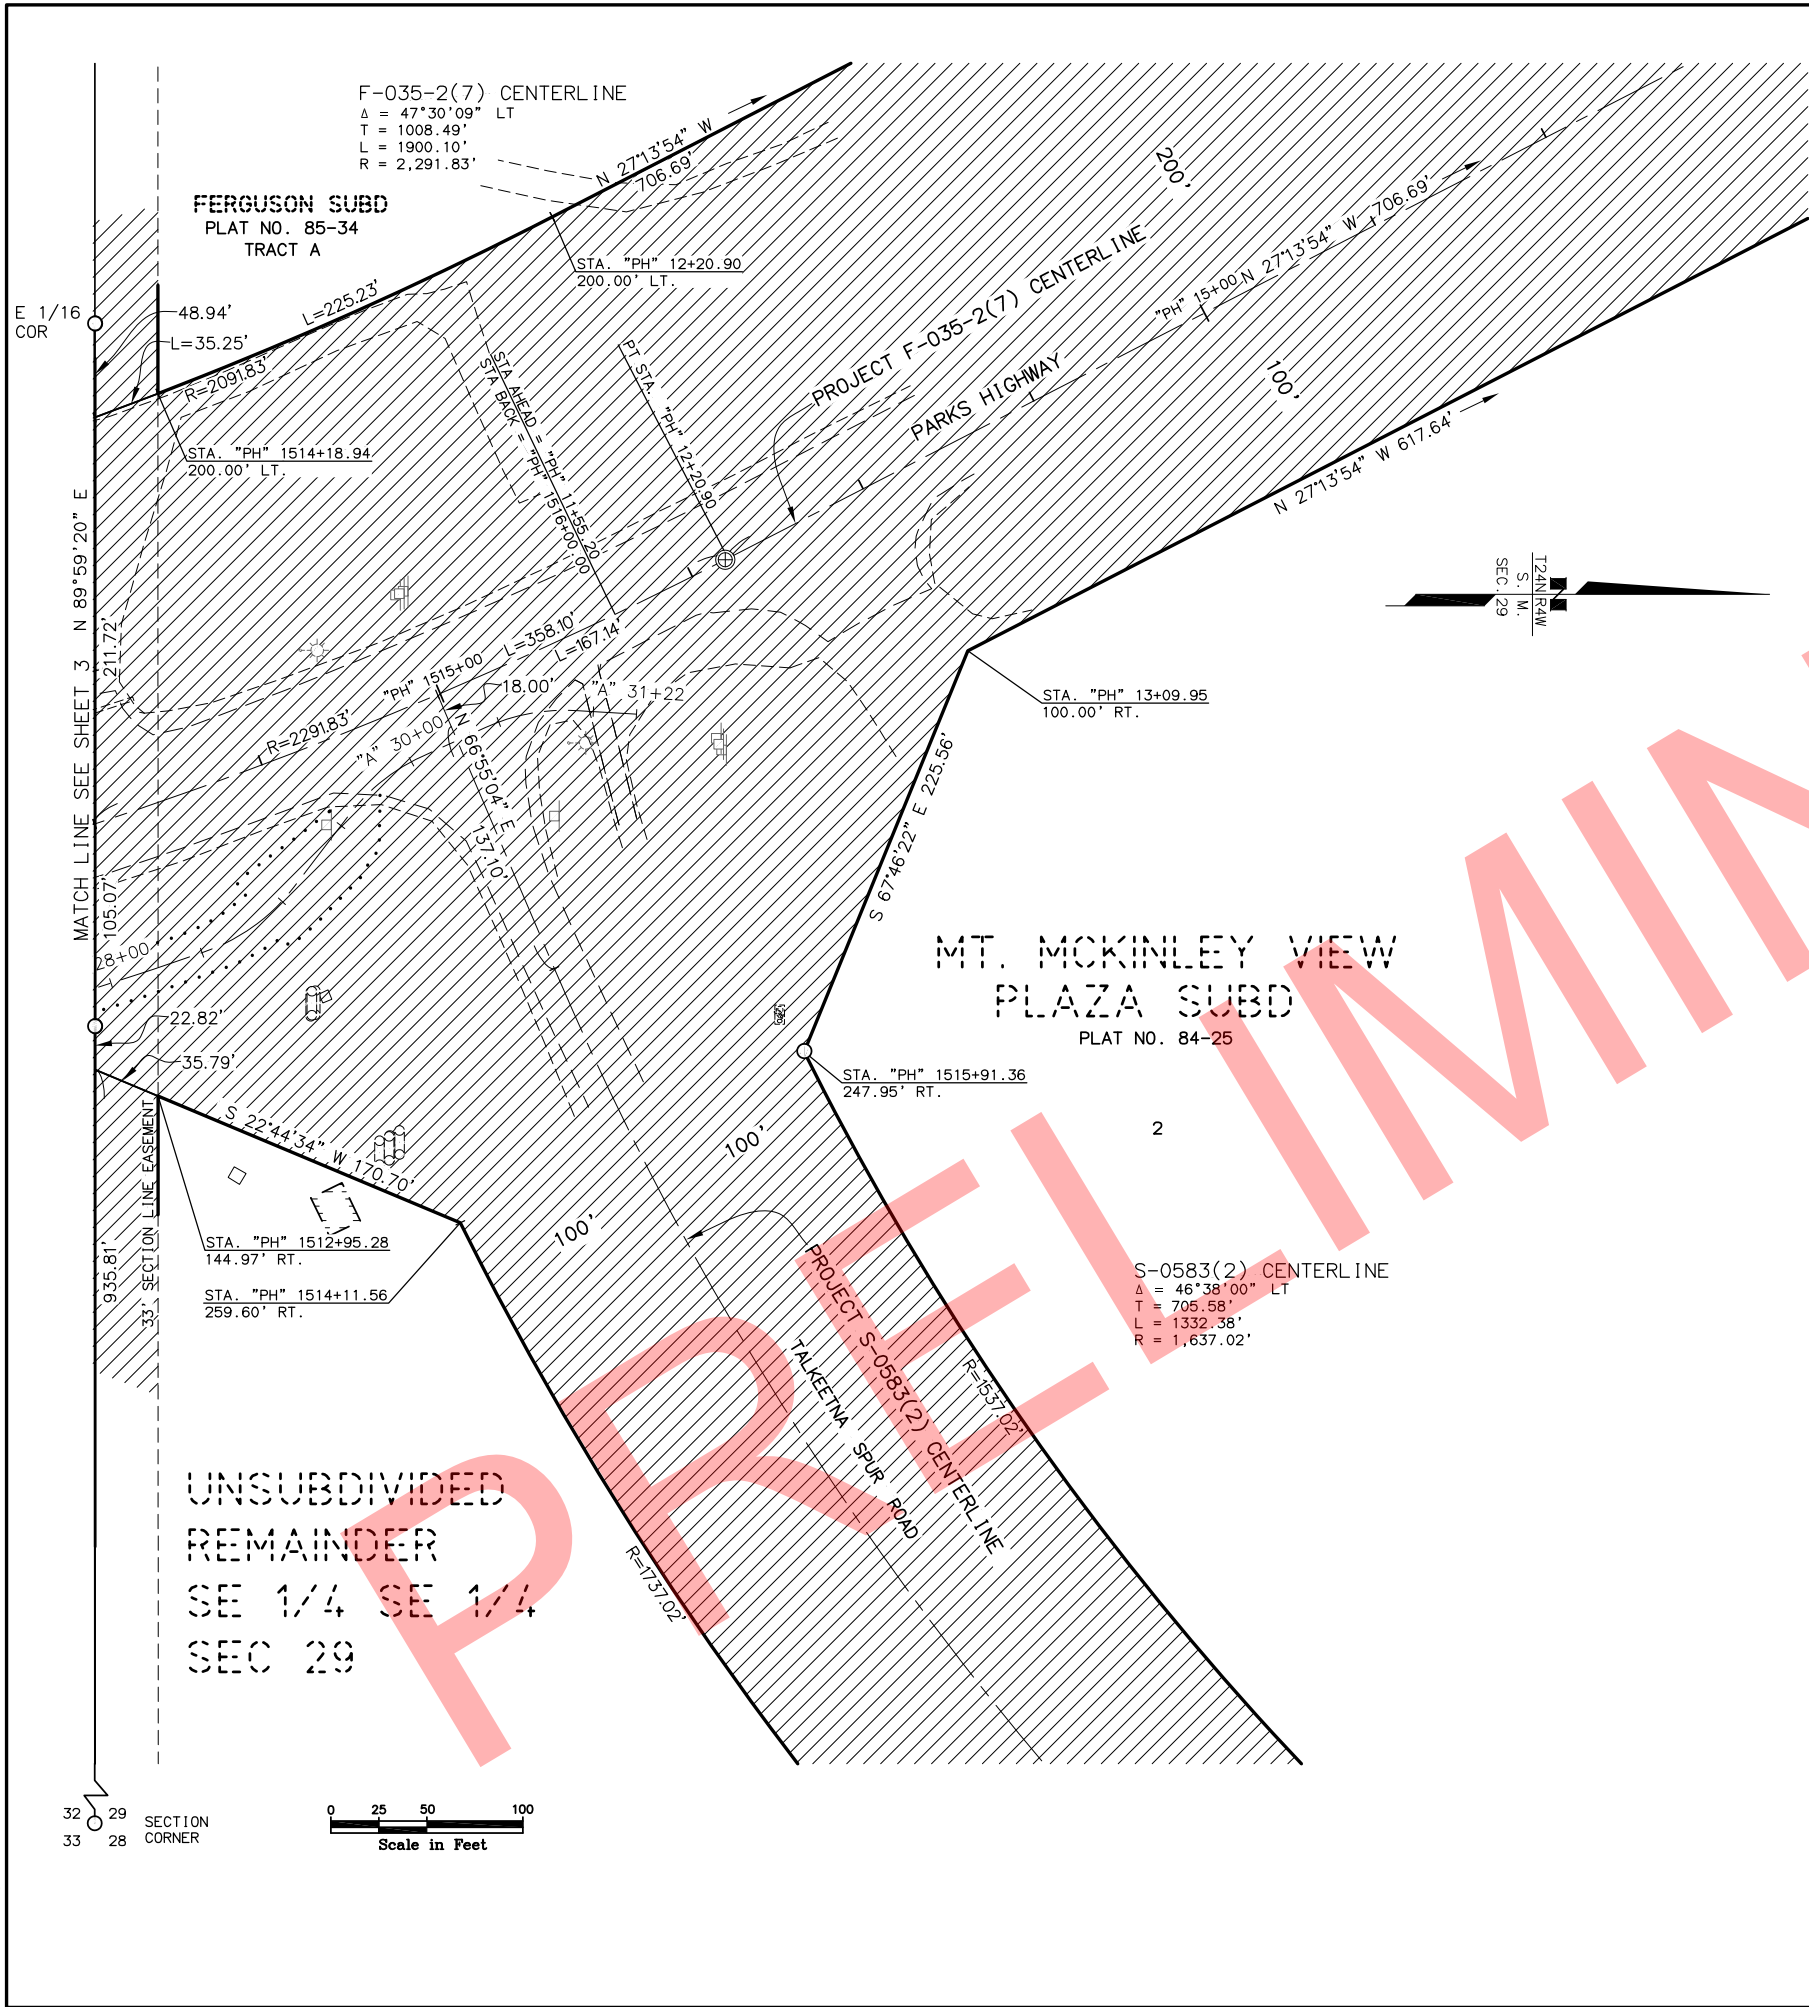 F-035-2(7) CENTERLINE
Δ = 47°30'09" LT
T = 1008.49'
L = 1900.10'
R = 2,291.83'
N 27°13'54" W
706.69'
FERGUSON SUBD
PLAT NO. 85-34
TRACT A
STA. "PH" 12+20.90
200.00' LT.
L=225.23'
E 1/16
COR
48.94'
L=35.25'
R=2091.83'
STA. "PH" 1514+18.94
200.00' LT.
STA AHEAD = "PH" 11+55.20
STA BACK = "PH" 1516+00.00
PT STA. "PH" 12+20.90
PROJECT F-035-2(7) CENTERLINE
PARKS HIGHWAY
200'
"PH" 15+00
N 27°13'54" W 706.69'
100'
N 27°13'54" W 617.64'
T24N R4W
S. M.
SEC. 29
MATCH LINE SEE SHEET 3 N 89°59'20" E
211.72'
L=358.10'
L=167.14'
"PH" 1515+00
18.00'
"A" 31+22
R=2291.83'
"A" 30+00
N 66°55'04" E
137.10'
STA. "PH" 13+09.95
100.00' RT.
S 67°46'22" E 225.56'
105.07'
28+00
22.82'
35.79'
MT. MCKINLEY VIEW
PLAZA SUBD
PLAT NO. 84-25
STA. "PH" 1515+91.36
247.95' RT.
2
S 22°44'34" W 170.70'
33' SECTION LINE EASEMENT
935.81'
STA. "PH" 1512+95.28
144.97' RT.
STA. "PH" 1514+11.56
259.60' RT.
100'
100'
PROJECT S-0583(2) CENTERLINE
TALKEETNA SPUR ROAD
R=1537.02'
R=1737.02'
S-0583(2) CENTERLINE
Δ = 46°38'00" LT
T = 705.58'
L = 1332.38'
R = 1,637.02'
UNSUBDIVIDED
REMAINDER
SE 1/4 SE 1/4
SEC 29
32 29
33 28
SECTION
CORNER
0 25 50 100
Scale in Feet
PRELIMIN